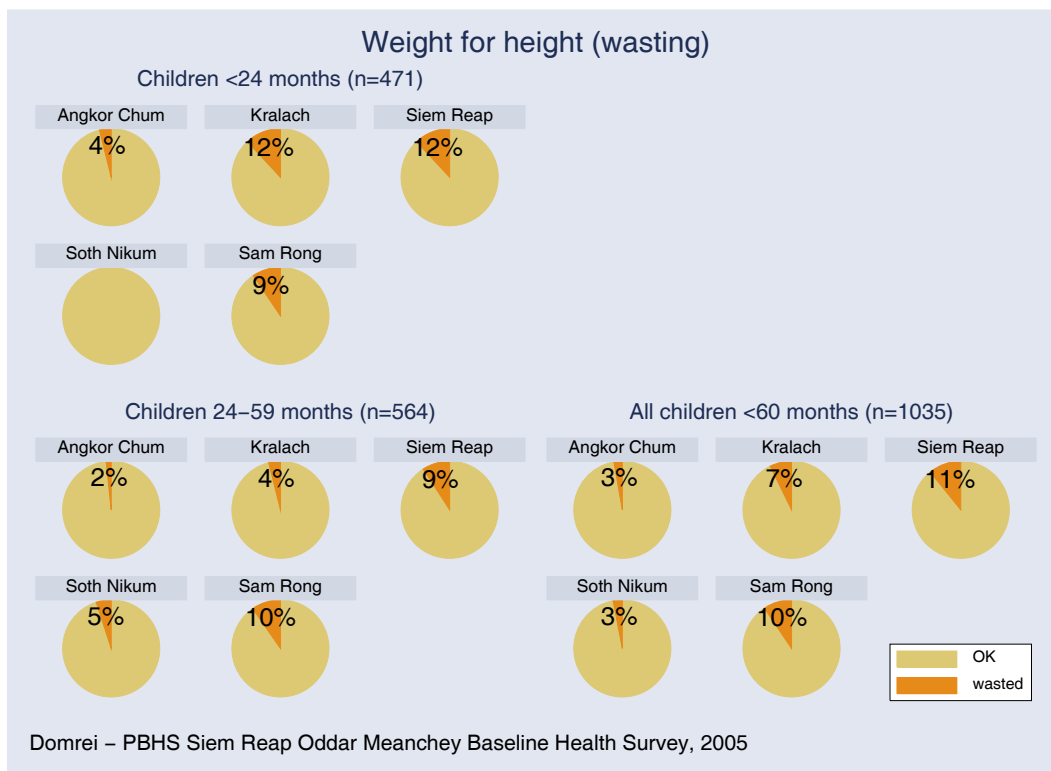 Weight for height (wasting)
Children <24 months (n=471)
Angkor Chum Kralach Siem Reap
4% 12% 12%
Soth Nikum Sam Rong
9%
Children 24–59 months (n=564)
Angkor Chum Kralach Siem Reap
2% 4% 9%
Soth Nikum Sam Rong
5% 10%
All children <60 months (n=1035)
Angkor Chum Kralach Siem Reap
3% 7% 11%
Soth Nikum Sam Rong
3% 10%
OK
wasted
Domrei – PBHS Siem Reap Oddar Meanchey Baseline Health Survey, 2005